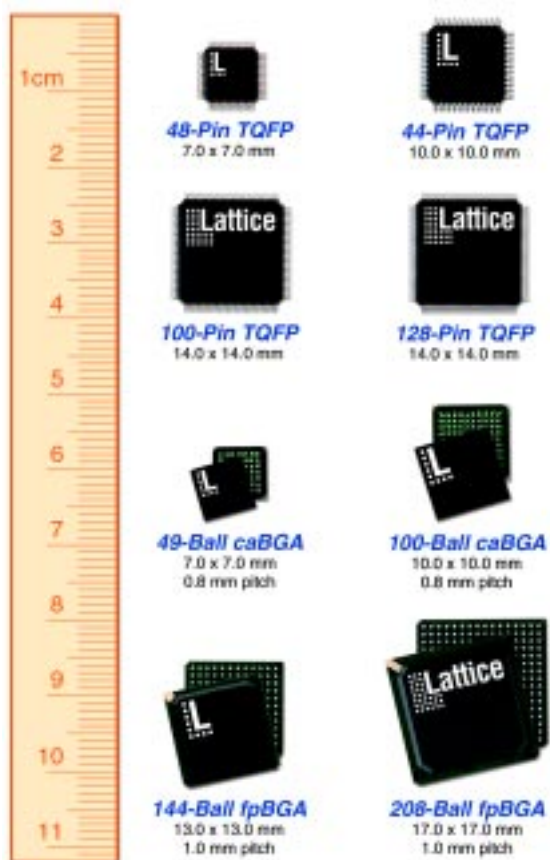 1cm
2
3
4
5
6
7
8
9
10
11
L
48-Pin TQFP
7.0 x 7.0 mm
L
44-Pin TQFP
10.0 x 10.0 mm
Lattice
100-Pin TQFP
14.0 x 14.0 mm
Lattice
128-Pin TQFP
14.0 x 14.0 mm
L
49-Ball caBGA
7.0 x 7.0 mm
0.8 mm pitch
L
100-Ball caBGA
10.0 x 10.0 mm
0.8 mm pitch
L
144-Ball fpBGA
13.0 x 13.0 mm
1.0 mm pitch
Lattice
208-Ball fpBGA
17.0 x 17.0 mm
1.0 mm pitch